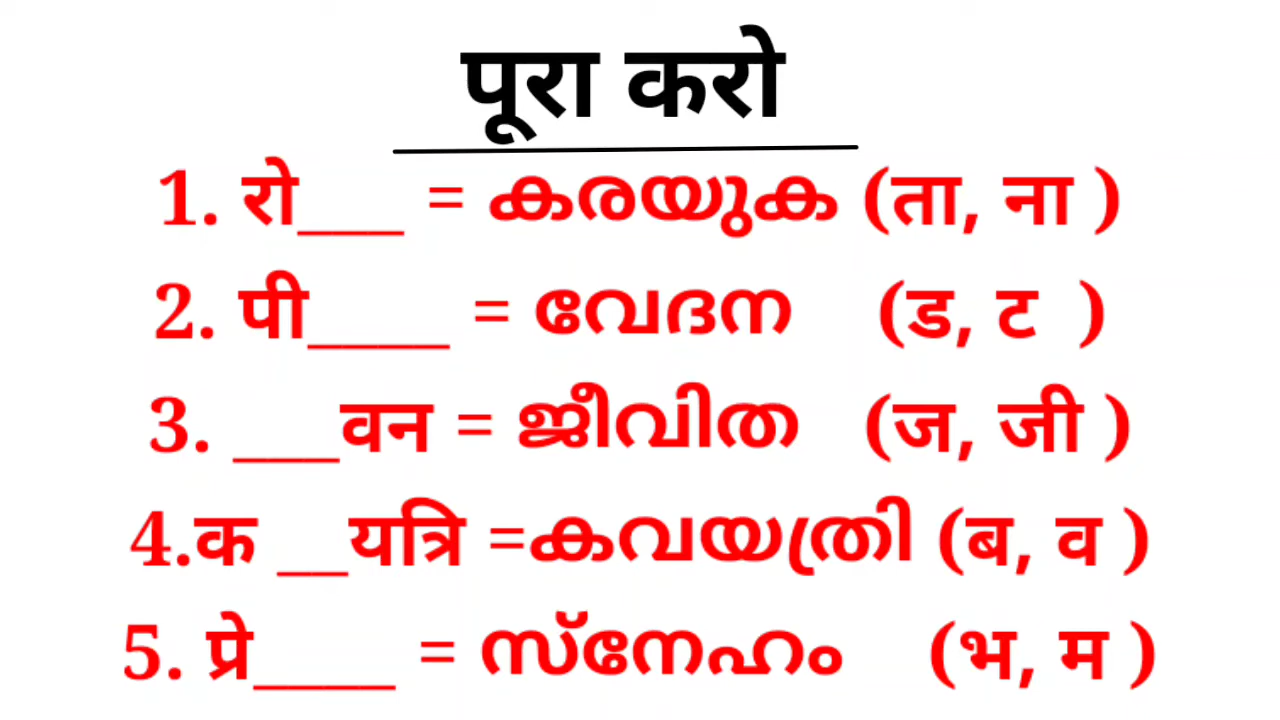 पूरा करो
1. रो___ = കരയുക (ता, ना )
2. पी____ = വേദന (ड, ट )
3. ___वन = ജീവിത (ज, जी )
4.क __यत्रि =കവയത്രി (ब, व )
5. प्रे____ = സ്നേഹം (भ, म )